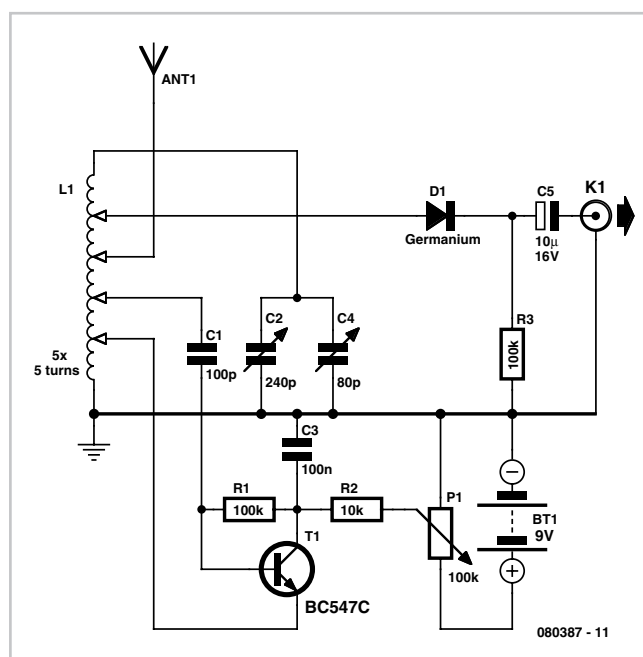 ANT1
L1
D1
Germanium
C5
10μ
16V
K1
5x
5 turns
C1
100p
C2
240p
C4
80p
R3
100k
C3
100n
R1
100k
R2
10k
P1
100k
T1
BC547C
BT1
9V
080387 - 11